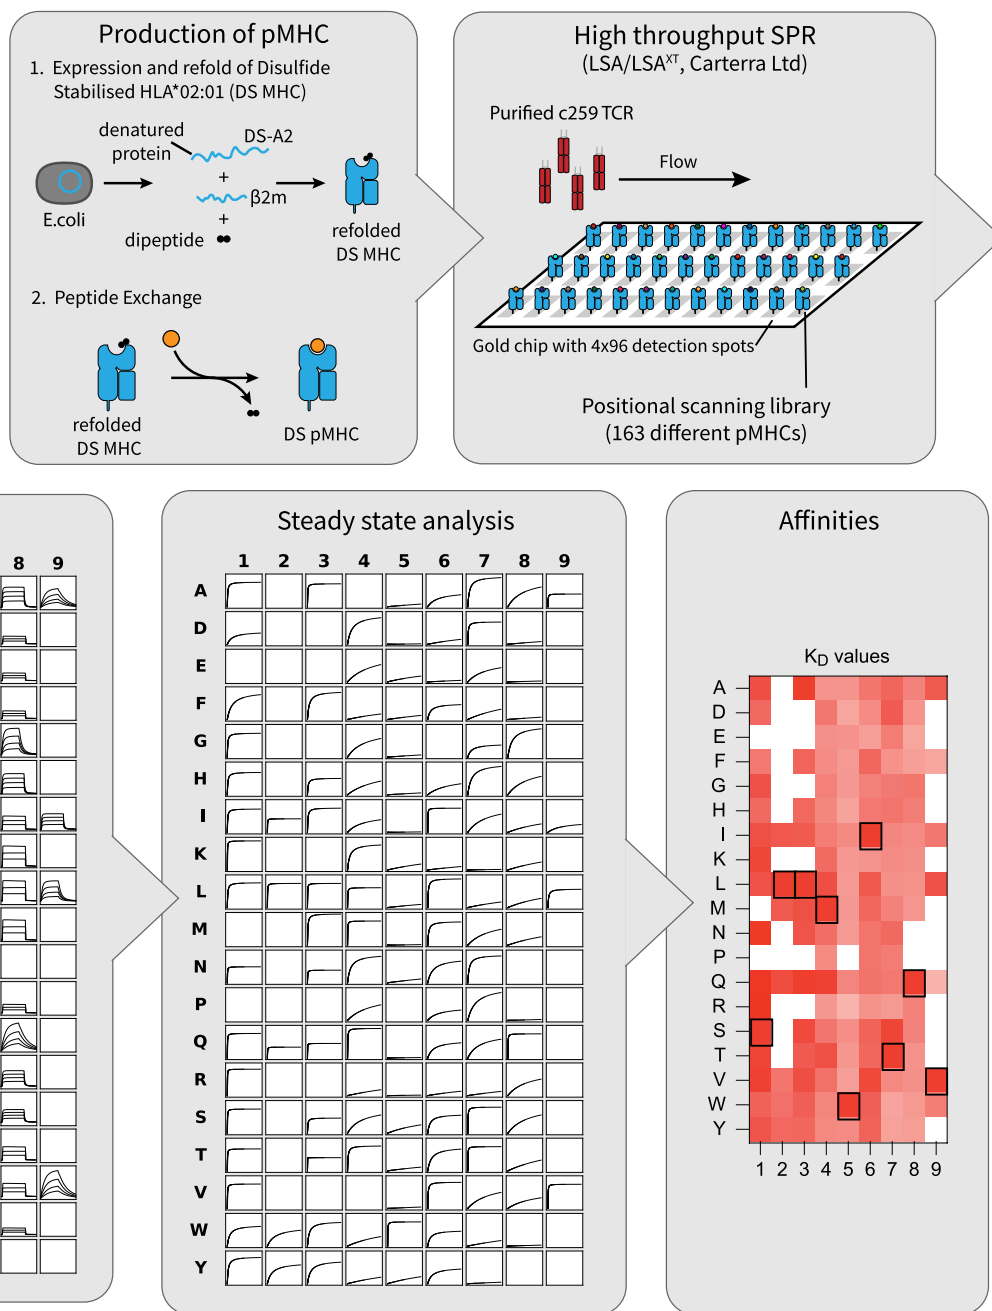 Production of pMHC
1. Expression and refold of Disulfide
Stabilised HLA*02:01 (DS MHC)
denatured
protein
DS-A2
+
β2m
+
E.coli
dipeptide
refolded
DS MHC
2. Peptide Exchange
refolded
DS MHC
DS pMHC
High throughput SPR
(LSA/LSAXT, Carterra Ltd)
Purified c259 TCR
Flow
Gold chip with 4x96 detection spots
Positional scanning library
(163 different pMHCs)
8 9
Steady state analysis
1 2 3 4 5 6 7 8 9
A
D
E
F
G
H
I
K
L
M
N
P
Q
R
S
T
V
W
Y
Affinities
KD values
A
D
E
F
G
H
I
K
L
M
N
P
Q
R
S
T
V
W
Y
1 2 3 4 5 6 7 8 9